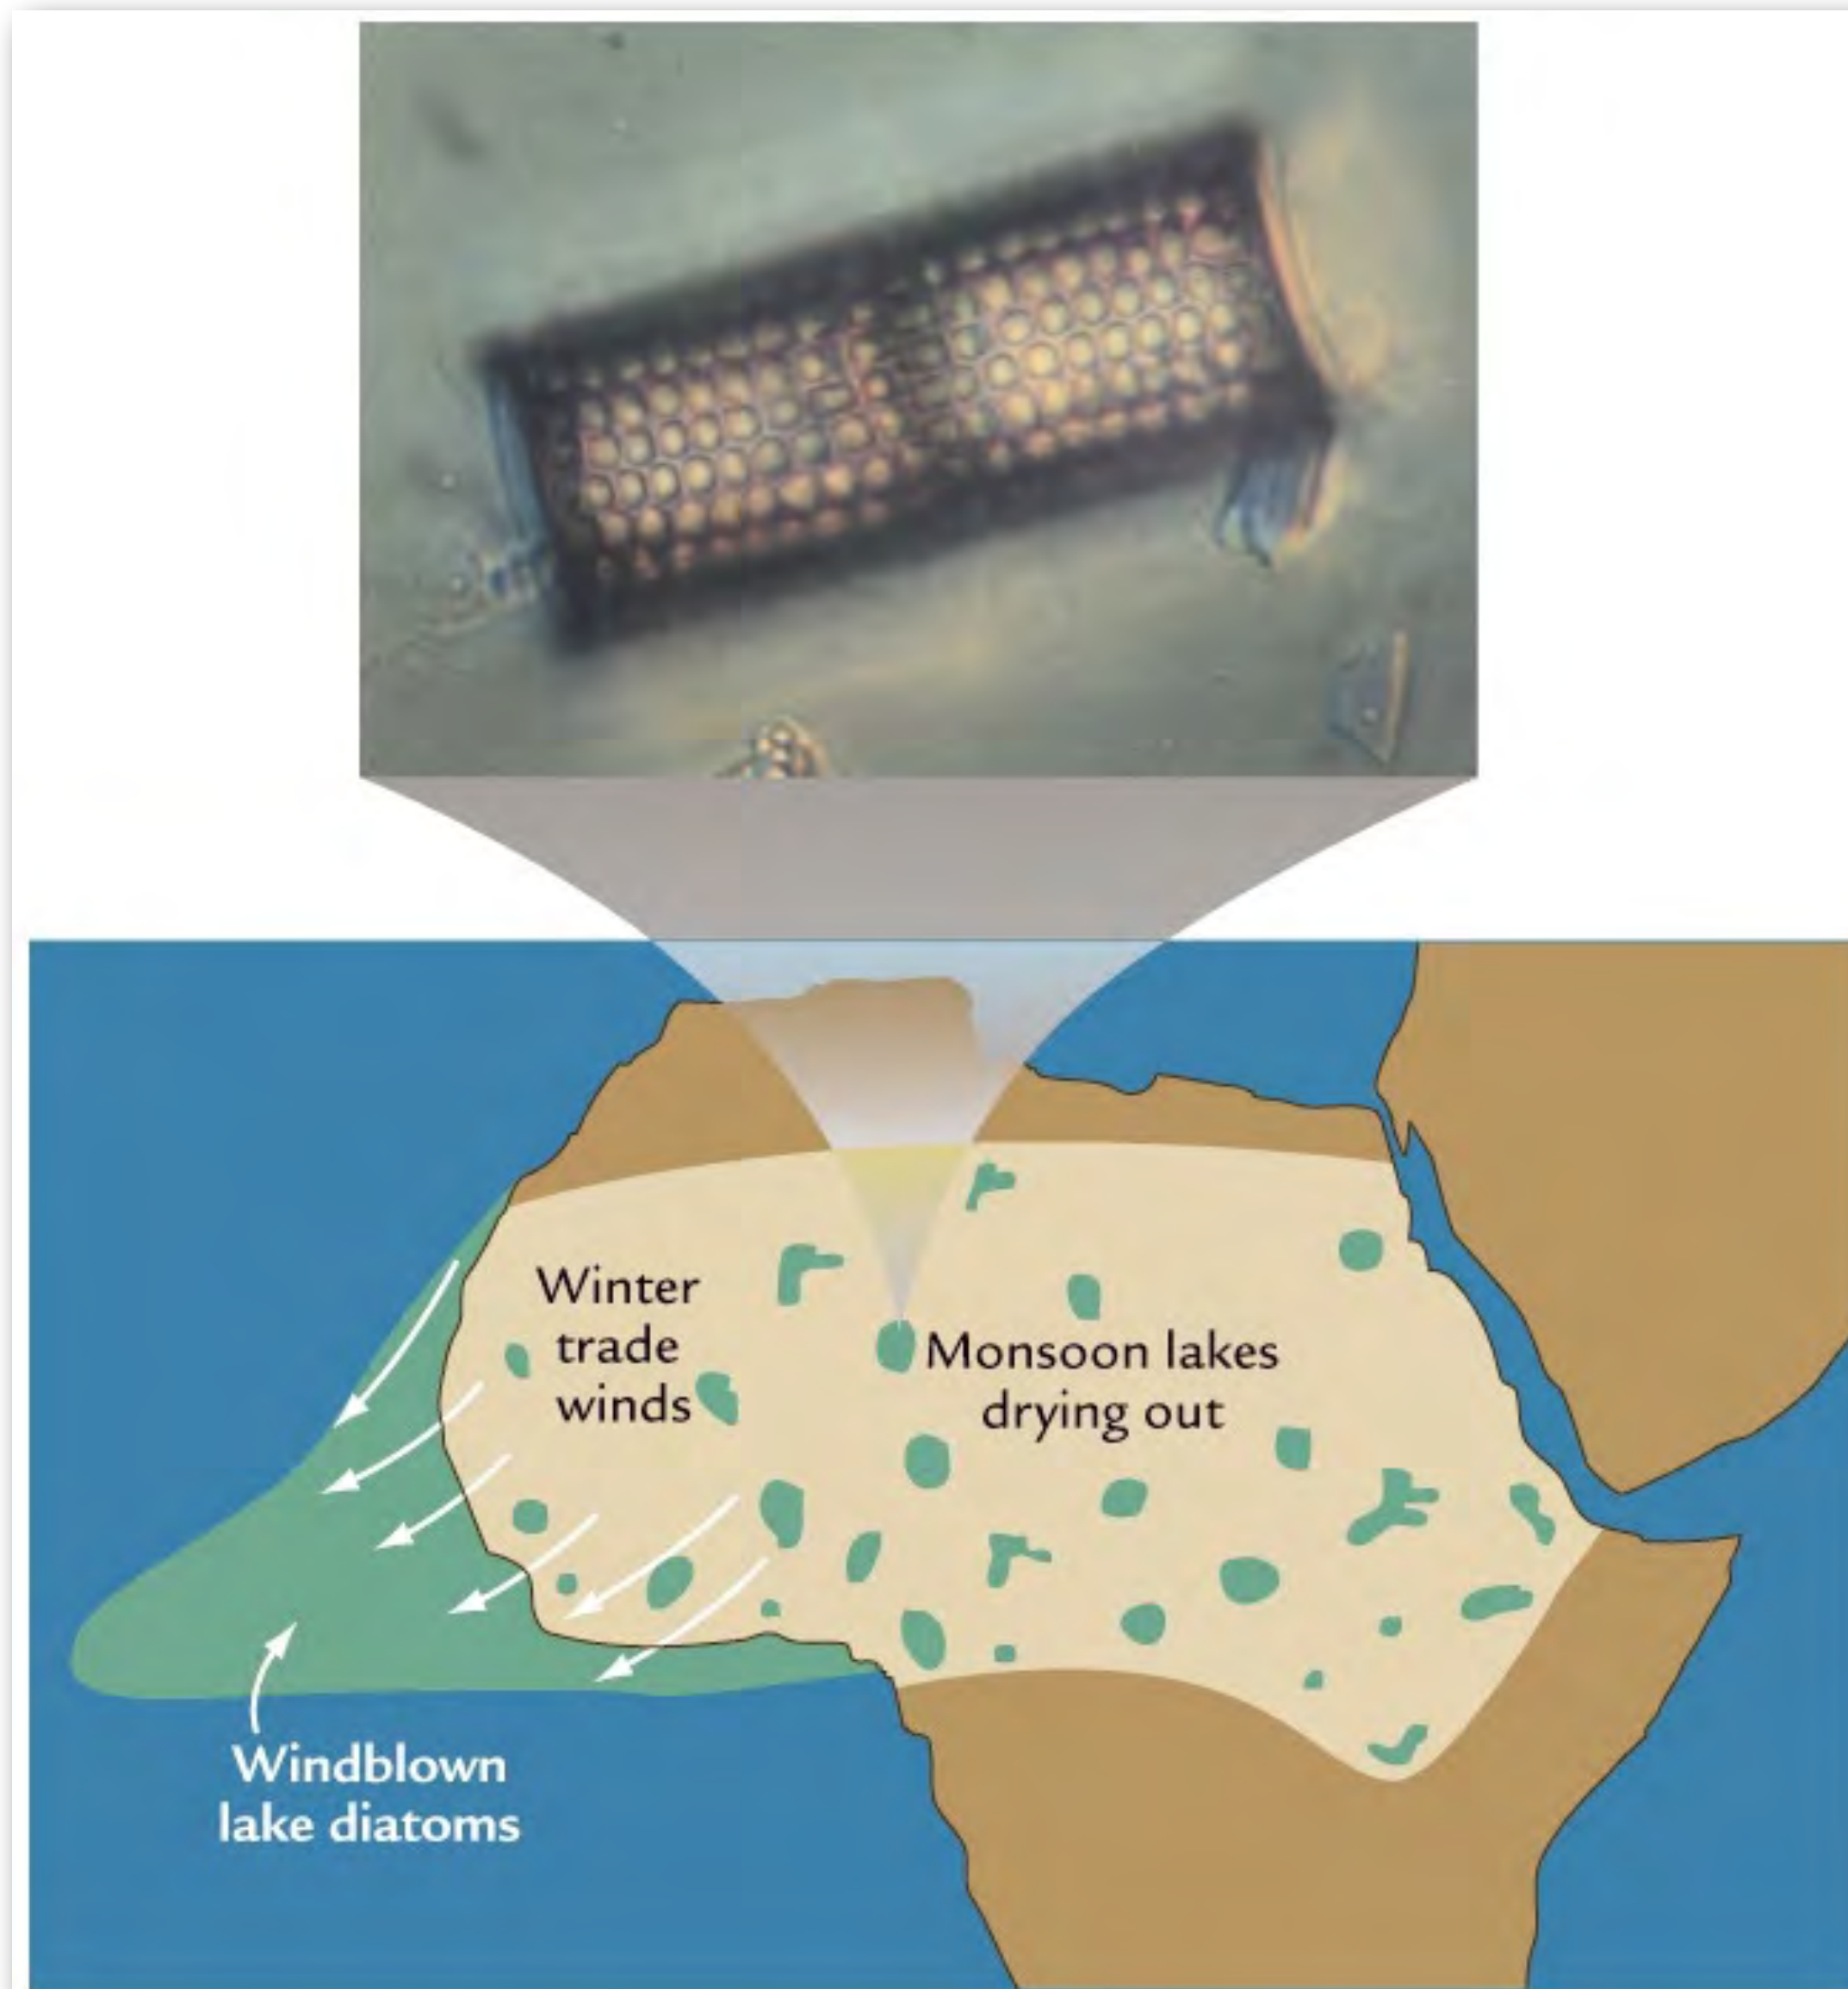 Winter
trade
winds
Monsoon lakes
drying out
Windblown
lake diatoms